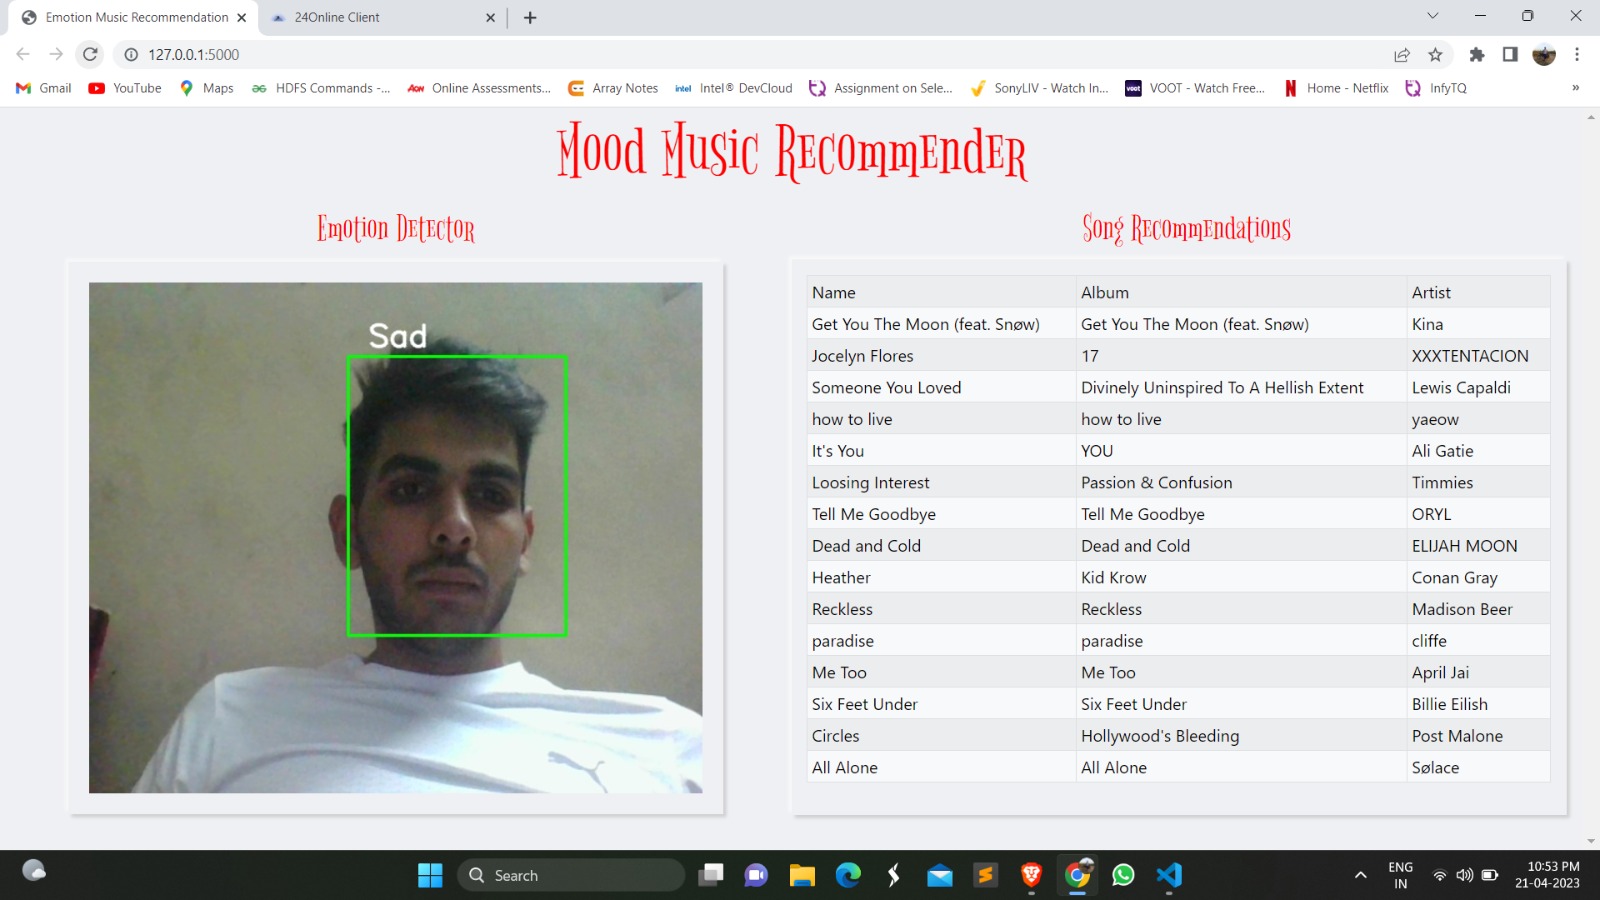 Emotion Music Recommendation
24Online Client
127.0.0.1:5000
Gmail YouTube Maps HDFS Commands -... Online Assessments... Array Notes Intel® DevCloud Assignment on Sele... SonyLIV - Watch In... VOOT - Watch Free... Home - Netflix InfyTQ »
Mood Music Recommender
Emotion Detector
Sad
Song Recommendations
Name Album Artist
Get You The Moon (feat. Snøw) Get You The Moon (feat. Snøw) Kina
Jocelyn Flores 17 XXXTENTACION
Someone You Loved Divinely Uninspired To A Hellish Extent Lewis Capaldi
how to live how to live yaeow
It's You YOU Ali Gatie
Loosing Interest Passion & Confusion Timmies
Tell Me Goodbye Tell Me Goodbye ORYL
Dead and Cold Dead and Cold ELIJAH MOON
Heather Kid Krow Conan Gray
Reckless Reckless Madison Beer
paradise paradise cliffe
Me Too Me Too April Jai
Six Feet Under Six Feet Under Billie Eilish
Circles Hollywood's Bleeding Post Malone
All Alone All Alone Sølace
Search
ENG
IN
10:53 PM
21-04-2023